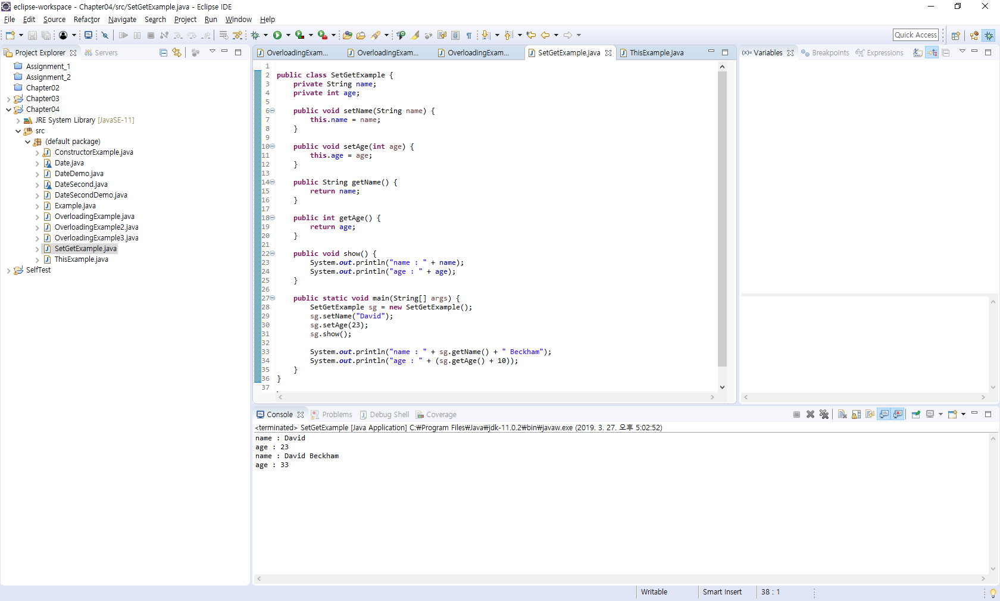 eclipse-workspace - Chapter04/src/SetGetExample.java - Eclipse IDE
File Edit Source Refactor Navigate Search Project Run Window Help
Quick Access
Project Explorer Servers
Assignment_1
Assignment_2
Chapter02
Chapter03
Chapter04
JRE System Library [JavaSE-11]
src
(default package)
ConstructorExample.java
Date.java
DateDemo.java
DateSecond.java
DateSecondDemo.java
Example.java
OverloadingExample.java
OverloadingExample2.java
OverloadingExample3.java
SetGetExample.java
ThisExample.java
SelfTest
OverloadingExam... OverloadingExam... OverloadingExam... SetGetExample.java ThisExample.java
1
2 public class SetGetExample {
3     private String name;
4     private int age;
5
6     public void setName(String name) {
7         this.name = name;
8     }
9
10     public void setAge(int age) {
11         this.age = age;
12     }
13
14     public String getName() {
15         return name;
16     }
17
18     public int getAge() {
19         return age;
20     }
21
22     public void show() {
23         System.out.println("name : " + name);
24         System.out.println("age : " + age);
25     }
26
27     public static void main(String[] args) {
28         SetGetExample sg = new SetGetExample();
29         sg.setName("David");
30         sg.setAge(23);
31         sg.show();
32
33         System.out.println("name : " + sg.getName() + " Beckham");
34         System.out.println("age : " + (sg.getAge() + 10));
35     }
36 }
37
(x)= Variables Breakpoints Expressions
Console Problems Debug Shell Coverage
<terminated> SetGetExample [Java Application] C:₩Program Files₩Java₩jdk-11.0.2₩bin₩javaw.exe (2019. 3. 27. 오후 5:02:52)
name : David
age : 23
name : David Beckham
age : 33
Writable Smart Insert 38 : 1